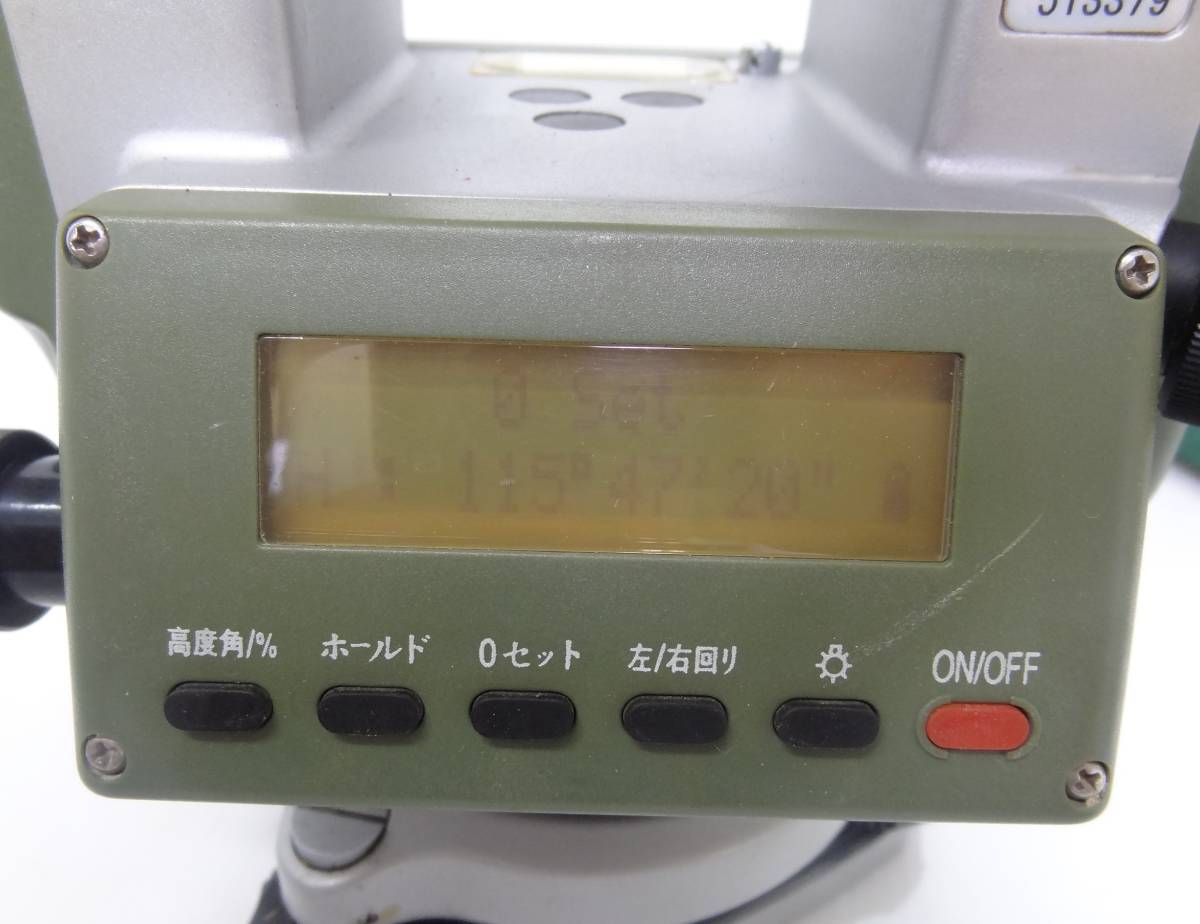 513379
0 Set
H : 115°47'20"
高度角/%
ホールド
0セット
左/右回り
ON/OFF